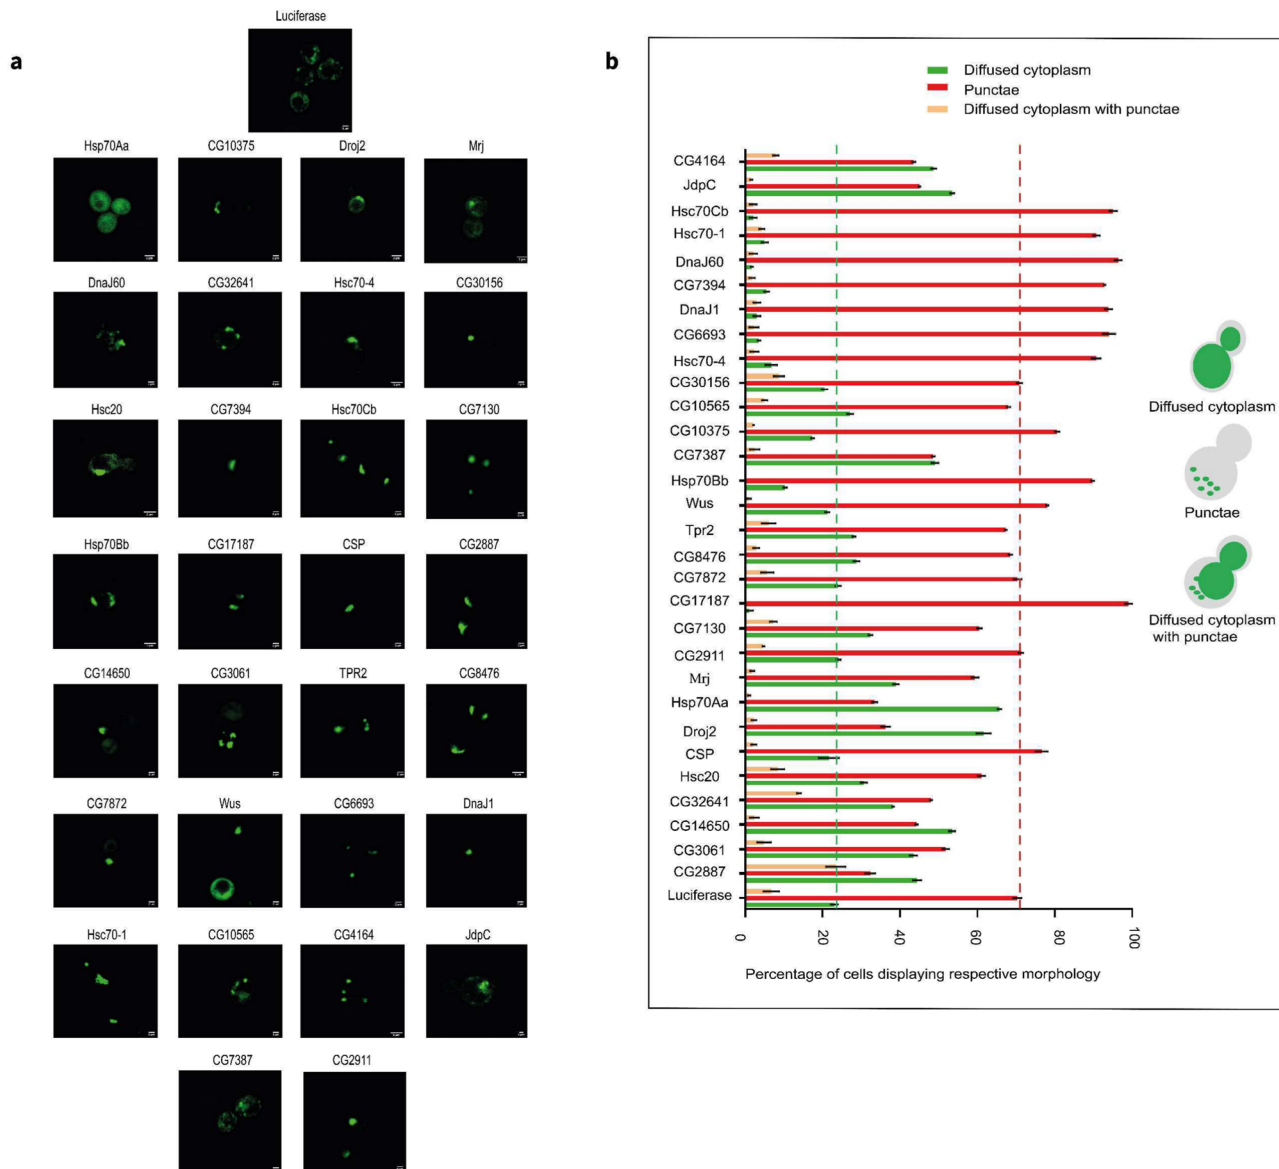 a
Luciferase
Hsp70Aa CG10375 Droj2 Mrj
DnaJ60 CG32641 Hsc70-4 CG30156
Hsc20 CG7394 Hsc70Cb CG7130
Hsp70Bb CG17187 CSP CG2887
CG14650 CG3061 TPR2 CG8476
CG7872 Wus CG6693 DnaJ1
Hsc70-1 CG10565 CG4164 JdpC
CG7387 CG2911
b
Diffused cytoplasm
Punctae
Diffused cytoplasm with punctae
CG4164
JdpC
Hsc70Cb
Hsc70-1
DnaJ60
CG7394
DnaJ1
CG6693
Hsc70-4
CG30156
CG10565
CG10375
CG7387
Hsp70Bb
Wus
Tpr2
CG8476
CG7872
CG17187
CG7130
CG2911
Mrj
Hsp70Aa
Droj2
CSP
Hsc20
CG32641
CG14650
CG3061
CG2887
Luciferase
0 20 40 60 80 100
Percentage of cells displaying respective morphology
Diffused cytoplasm
Punctae
Diffused cytoplasm
with punctae